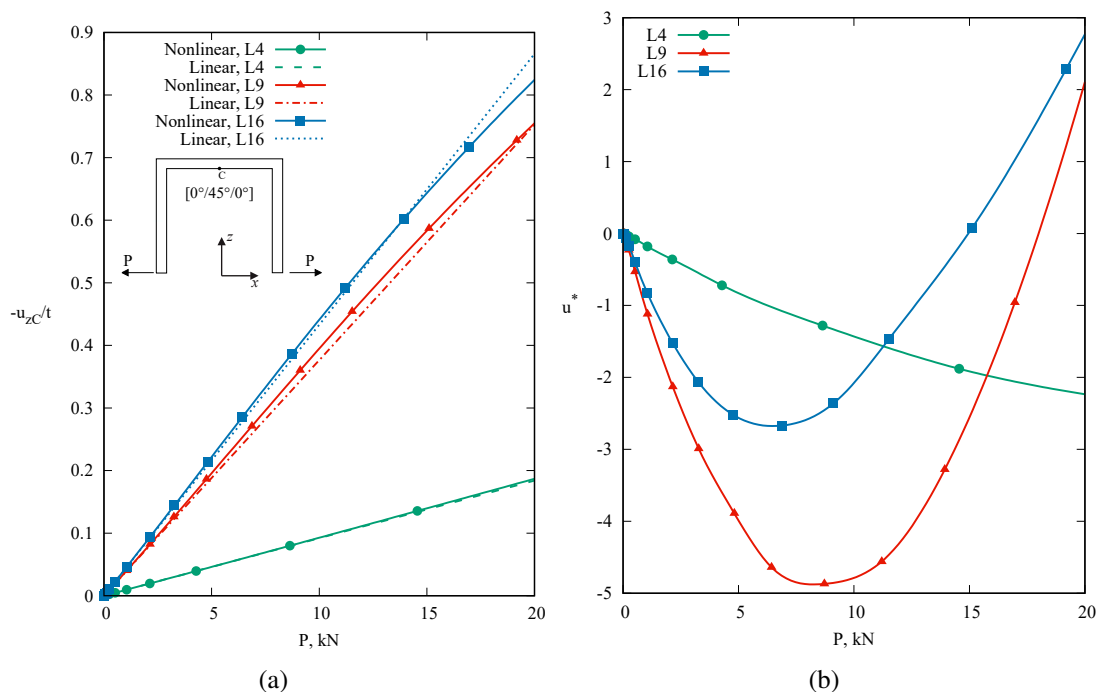 0.9
0.8
0.7
0.6
0.5
0.4
0.3
0.2
0.1
0
-u_zC/t
Nonlinear, L4
Linear, L4
Nonlinear, L9
Linear, L9
Nonlinear, L16
Linear, L16
C
[0°/45°/0°]
P
z
P
x
0 5 10 15 20
P, kN
(a)
3
2
1
0
-1
-2
-3
-4
-5
u*
L4
L9
L16
0 5 10 15 20
P, kN
(b)